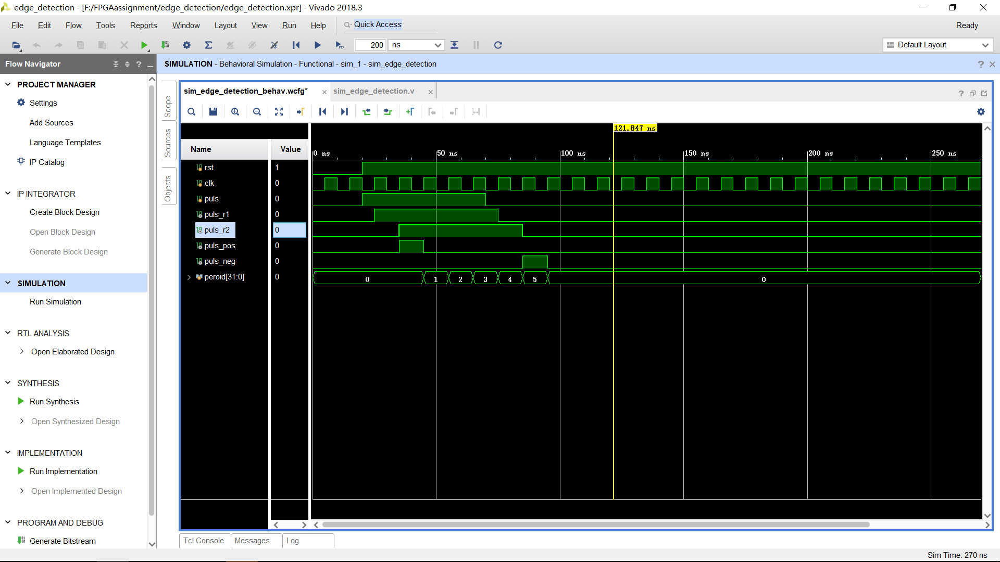 edge_detection - [F:/FPGAassignment/edge_detection/edge_detection.xpr] - Vivado 2018.3
File Edit Flow Tools Reports Window Layout View Run Help Quick Access Ready
200 ns Default Layout
Flow Navigator
SIMULATION - Behavioral Simulation - Functional - sim_1 - sim_edge_detection
PROJECT MANAGER
Settings
Add Sources
Language Templates
IP Catalog
IP INTEGRATOR
Create Block Design
Open Block Design
Generate Block Design
SIMULATION
Run Simulation
RTL ANALYSIS
Open Elaborated Design
SYNTHESIS
Run Synthesis
Open Synthesized Design
IMPLEMENTATION
Run Implementation
Open Implemented Design
PROGRAM AND DEBUG
Generate Bitstream
Scope
Sources
Objects
sim_edge_detection_behav.wcfg* sim_edge_detection.v
121.847 ns
Name Value
0 ns 50 ns 100 ns 150 ns 200 ns 250 ns
rst 1
clk 0
puls 0
puls_r1 0
puls_r2 0
puls_pos 0
puls_neg 0
peroid[31:0] 0 0 1 2 3 4 5 0
Tcl Console Messages Log
Sim Time: 270 ns